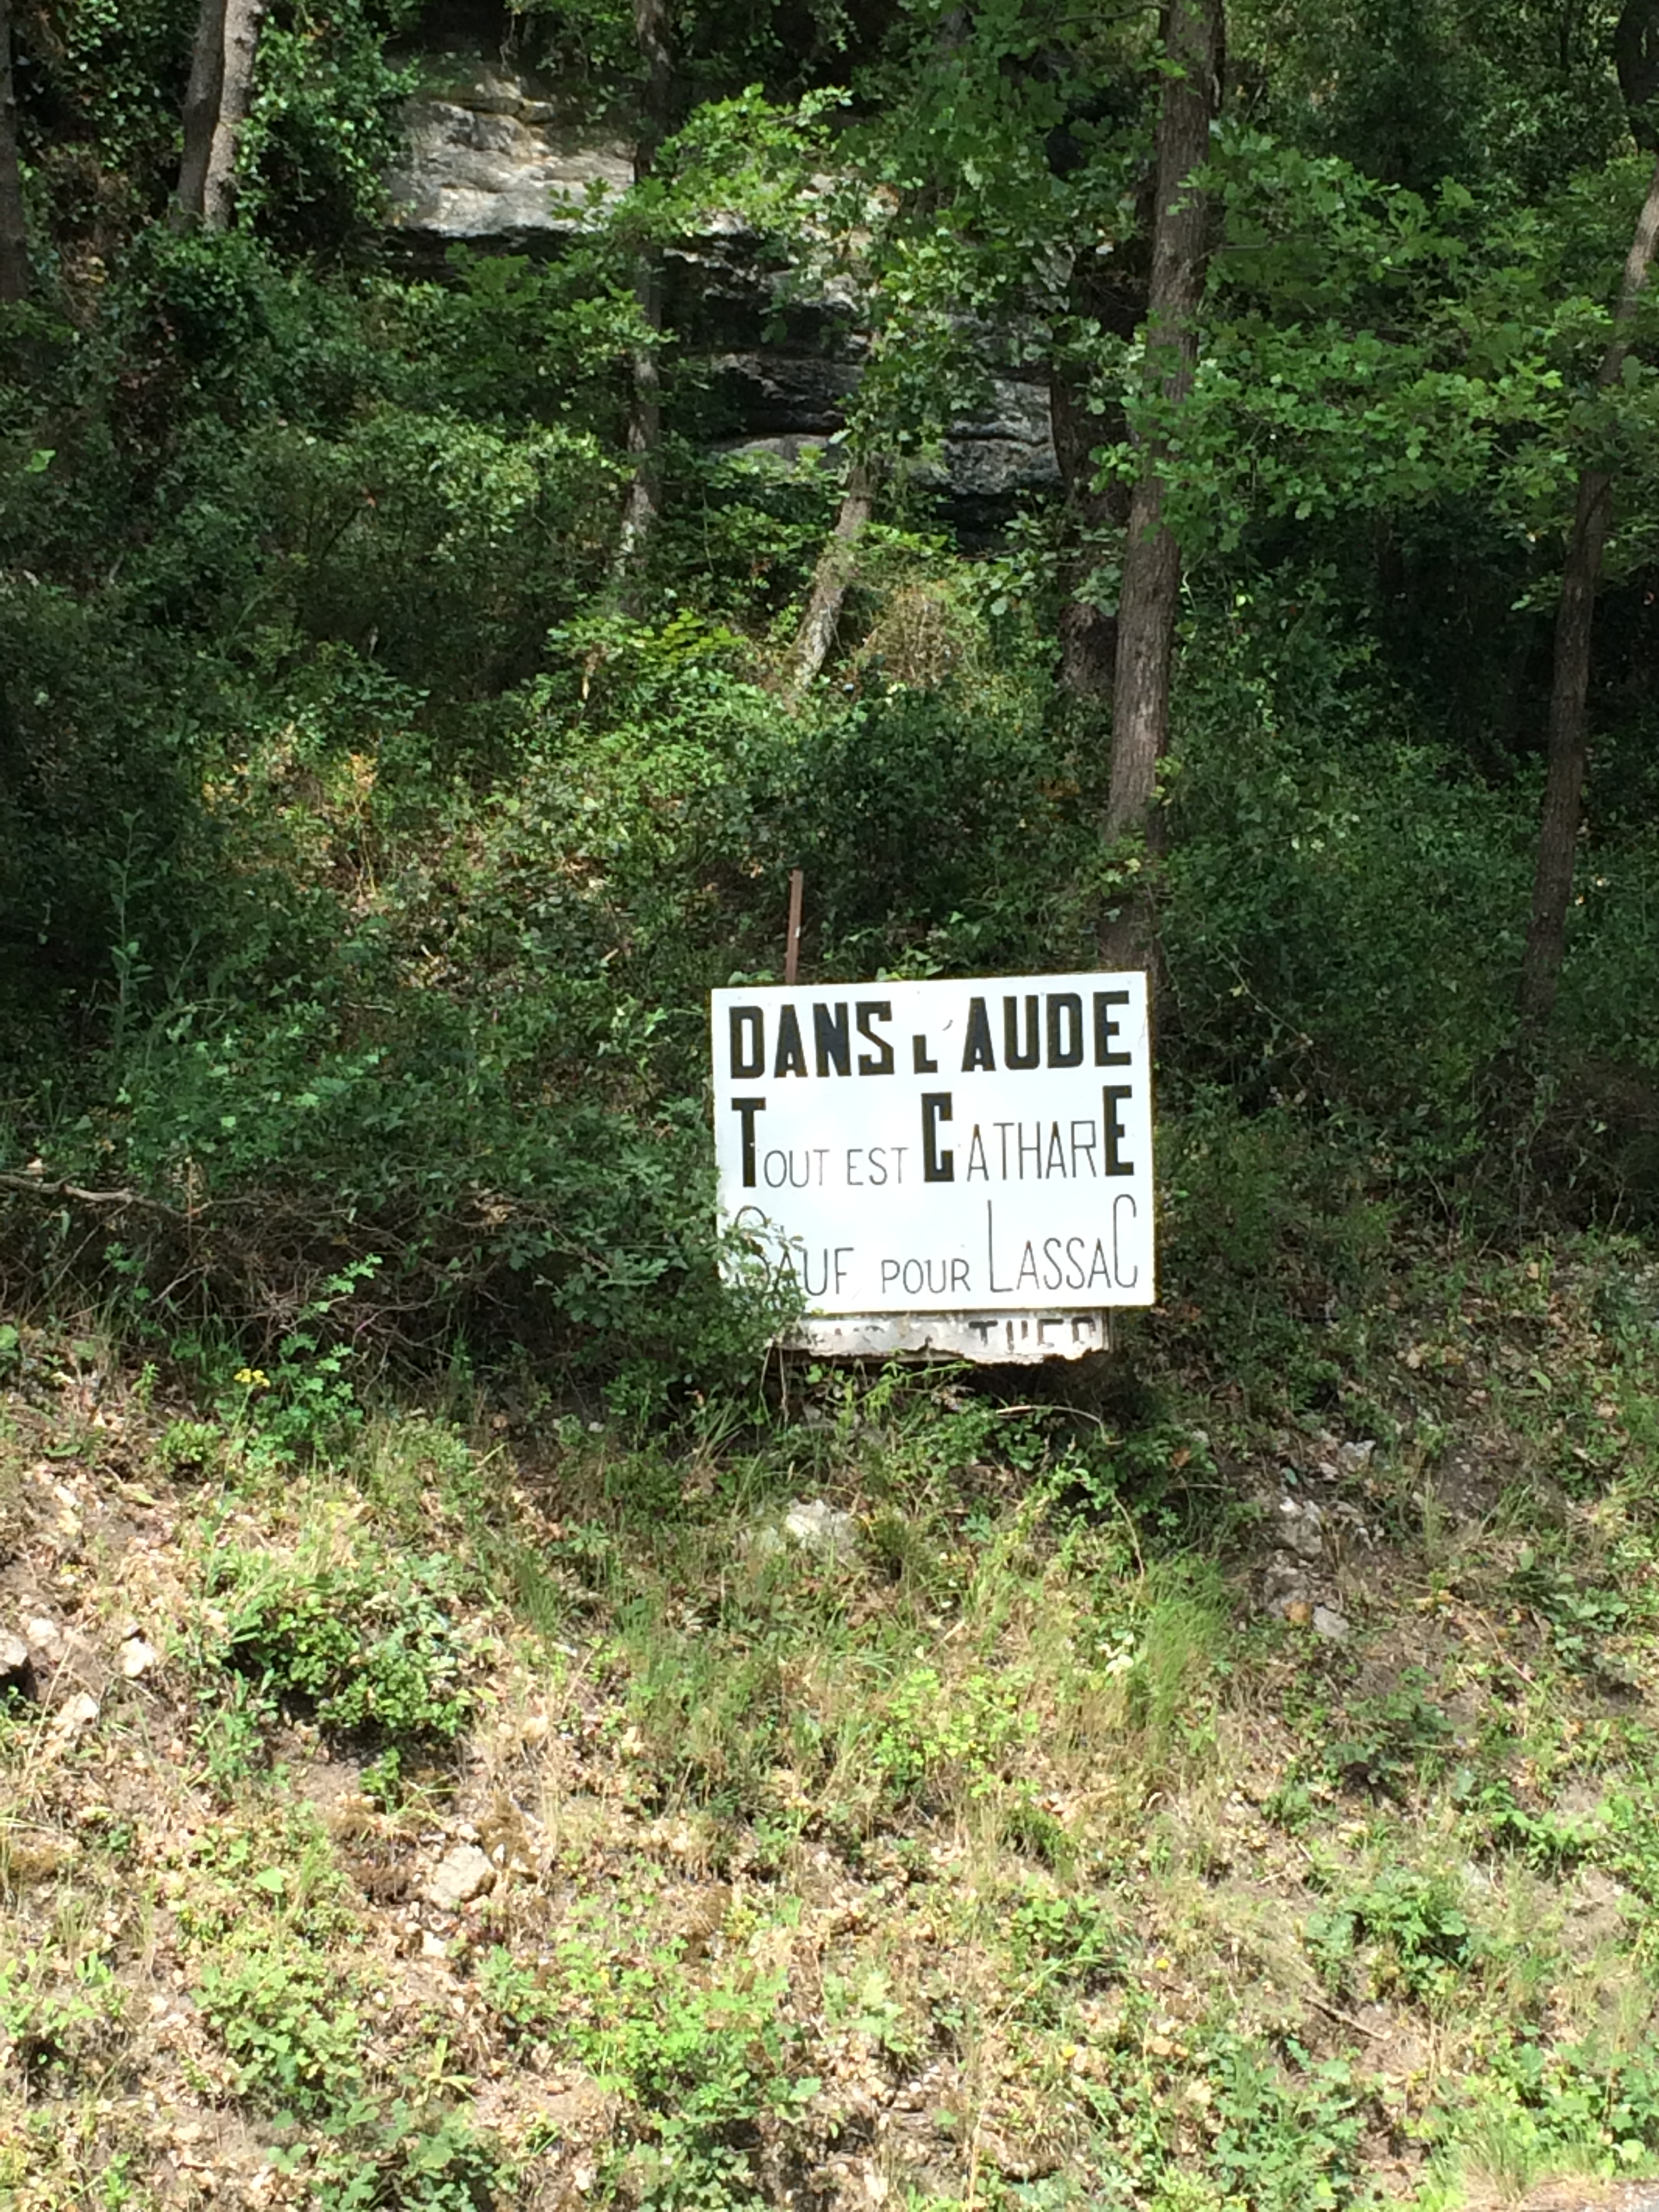 DANS L'AUDE
TOUT EST CATHARE
SAUF POUR LASSAC